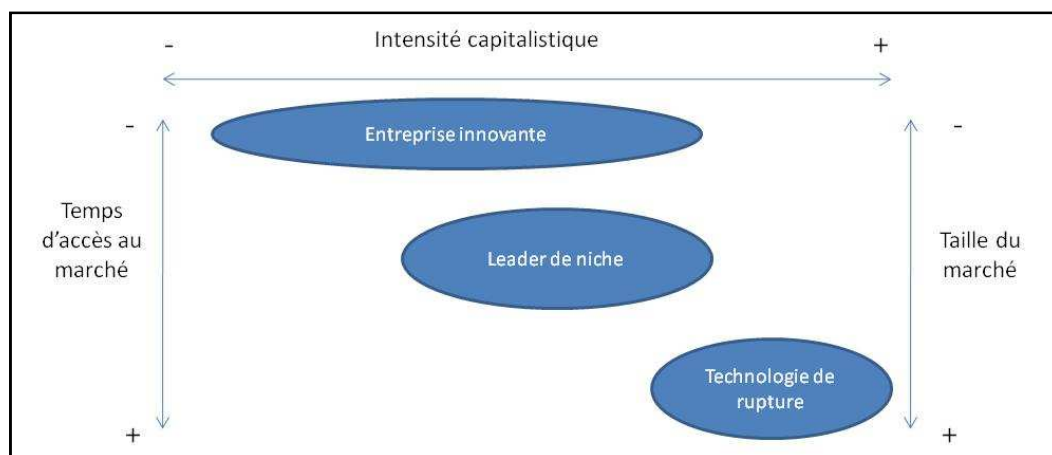 Intensité capitalistique
-
+
-
-
Entreprise innovante
Temps
d'accès au
marché
Leader de niche
Taille du
marché
Technologie de
rupture
+
+